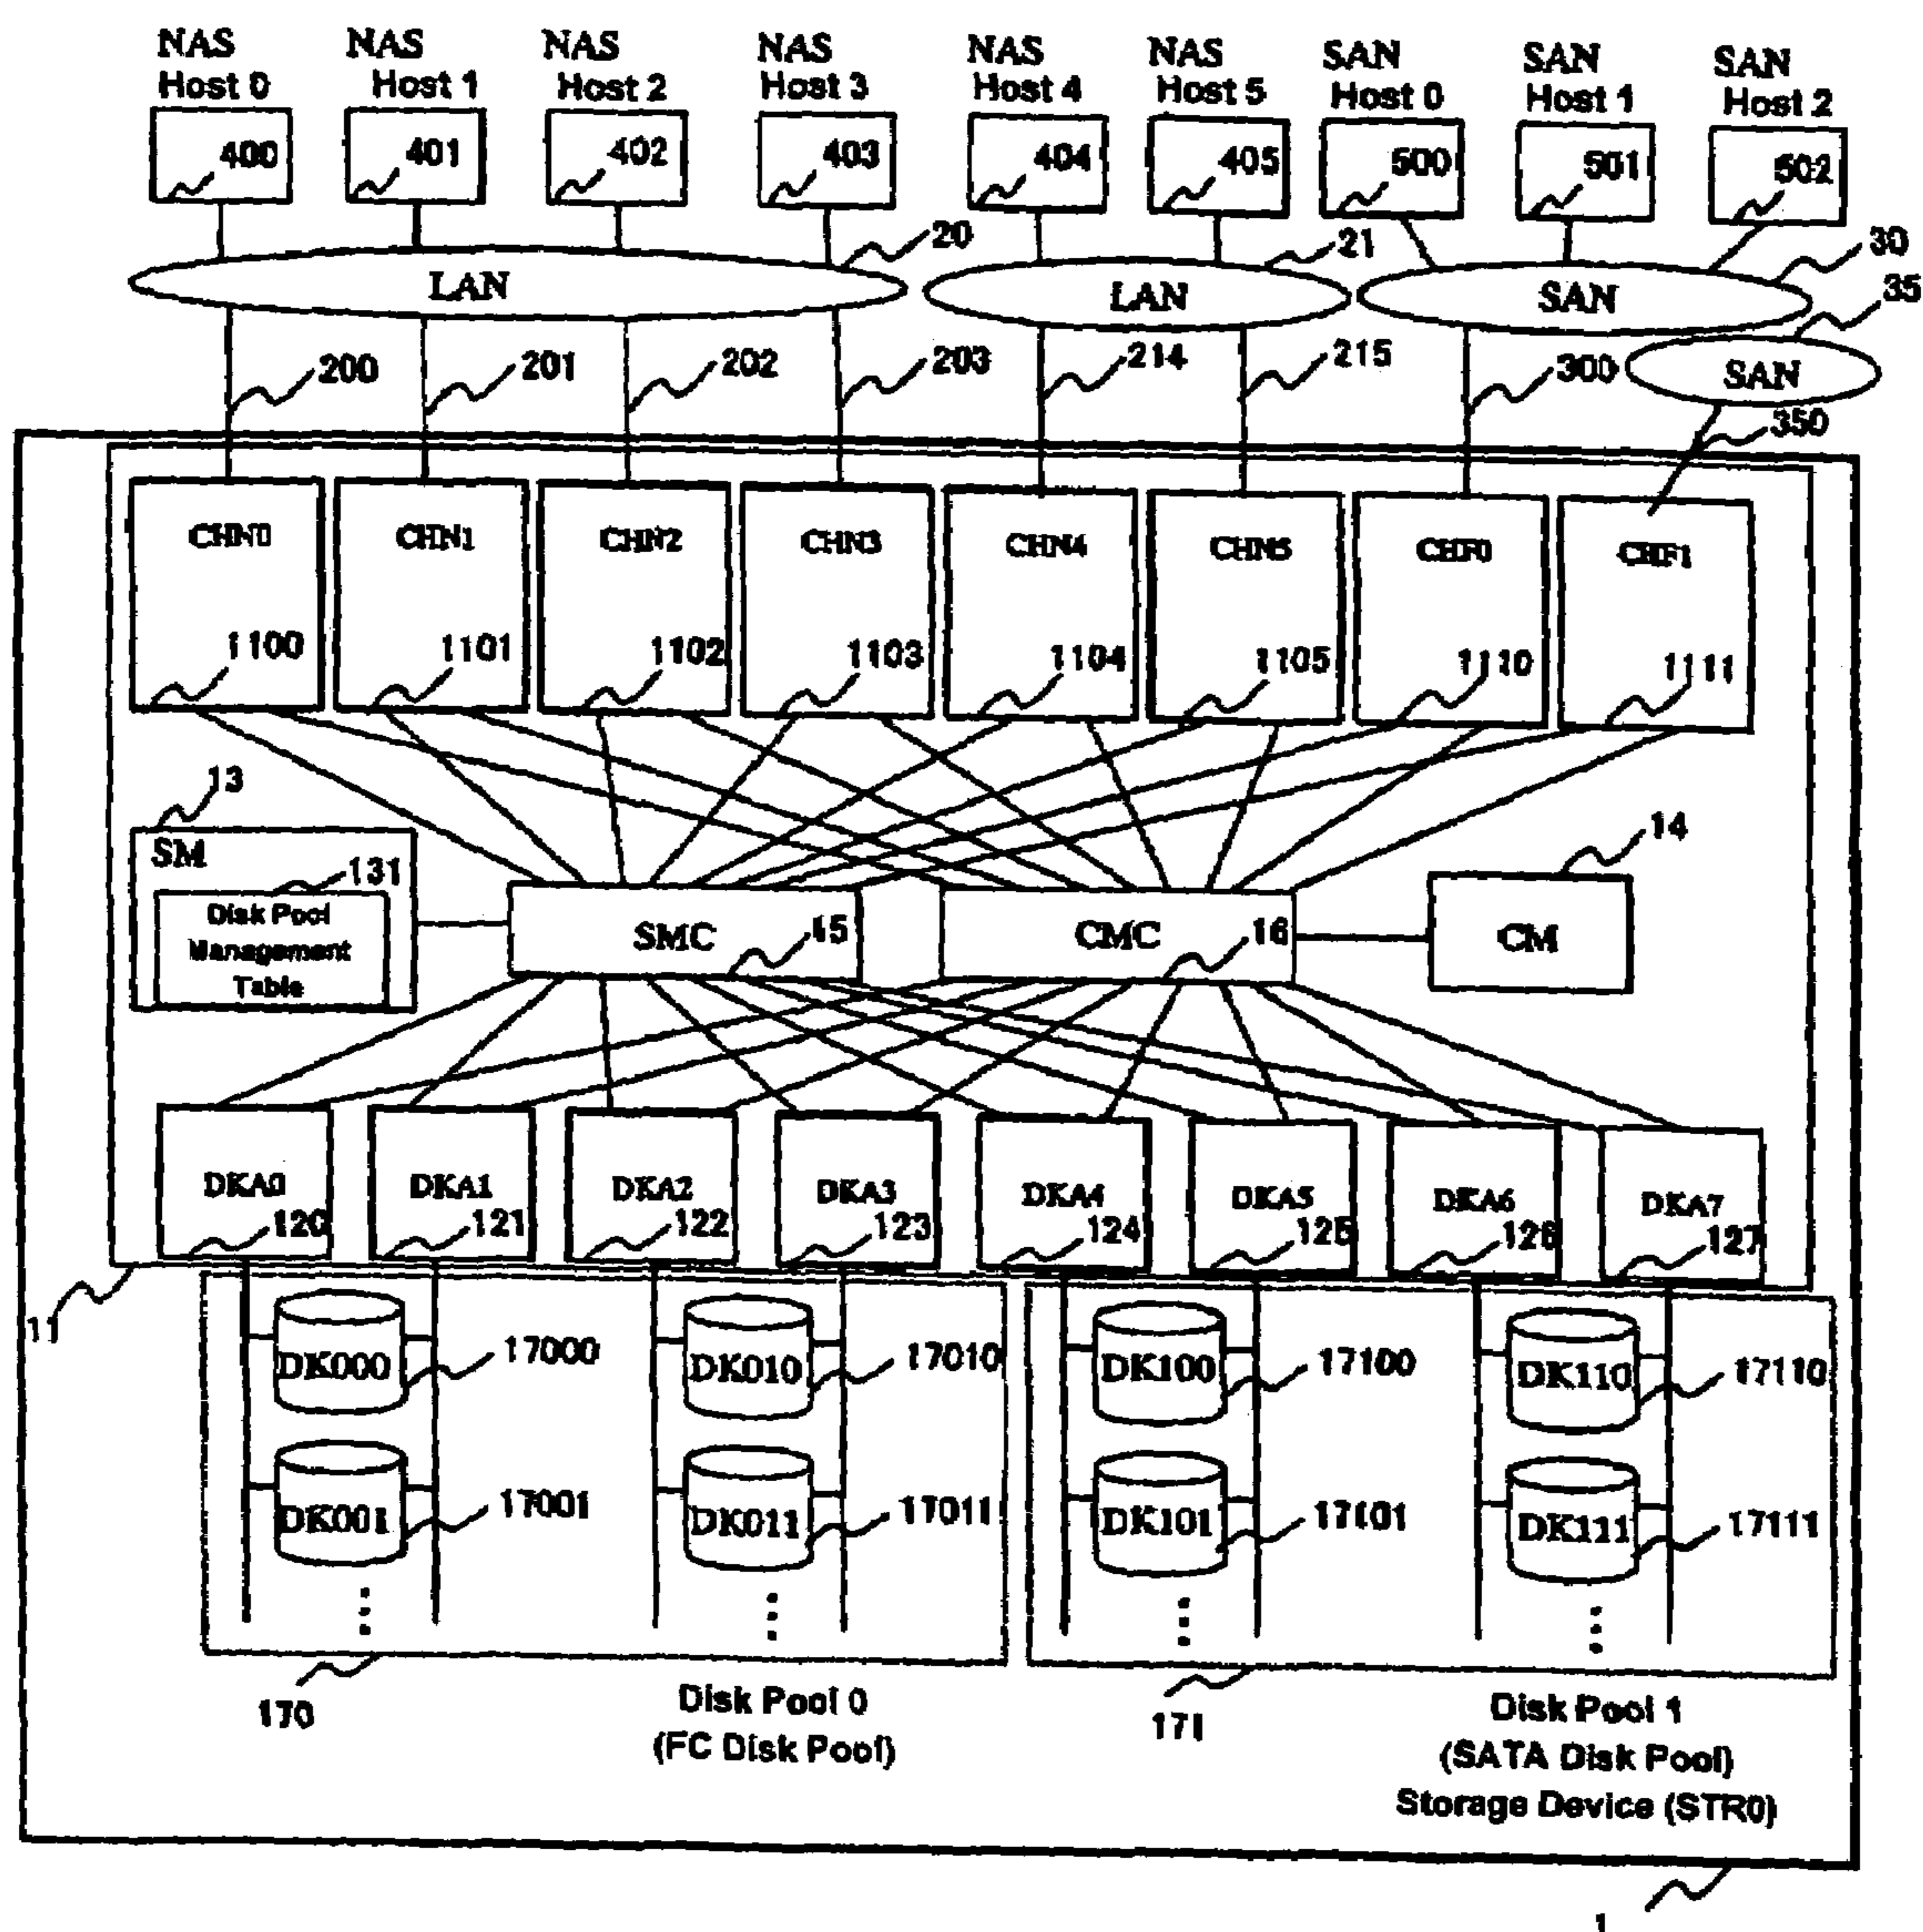 NAS Host 0
NAS Host 1
NAS Host 2
NAS Host 3
NAS Host 4
NAS Host 5
SAN Host 0
SAN Host 1
SAN Host 2
400
401
402
403
404
405
500
501
502
20
21
30
35
LAN
LAN
SAN
SAN
200
201
202
203
214
215
300
350
CHN0
CHN1
CHN2
CHN3
CHN4
CHN5
CHF0
CHF1
1100
1101
1102
1103
1104
1105
1110
1111
13
14
SM
131
Disk Pool
Management
Table
SMC
15
CMC
16
CM
DKA0
DKA1
DKA2
DKA3
DKA4
DKA5
DKA6
DKA7
120
121
122
123
124
125
126
127
11
DK000
17000
DK010
17010
DK100
17100
DK110
17110
DK001
17001
DK011
17011
DK101
17101
DK111
17111
170
Disk Pool 0
(FC Disk Pool)
171
Disk Pool 1
(SATA Disk Pool)
Storage Device (STR0)
1